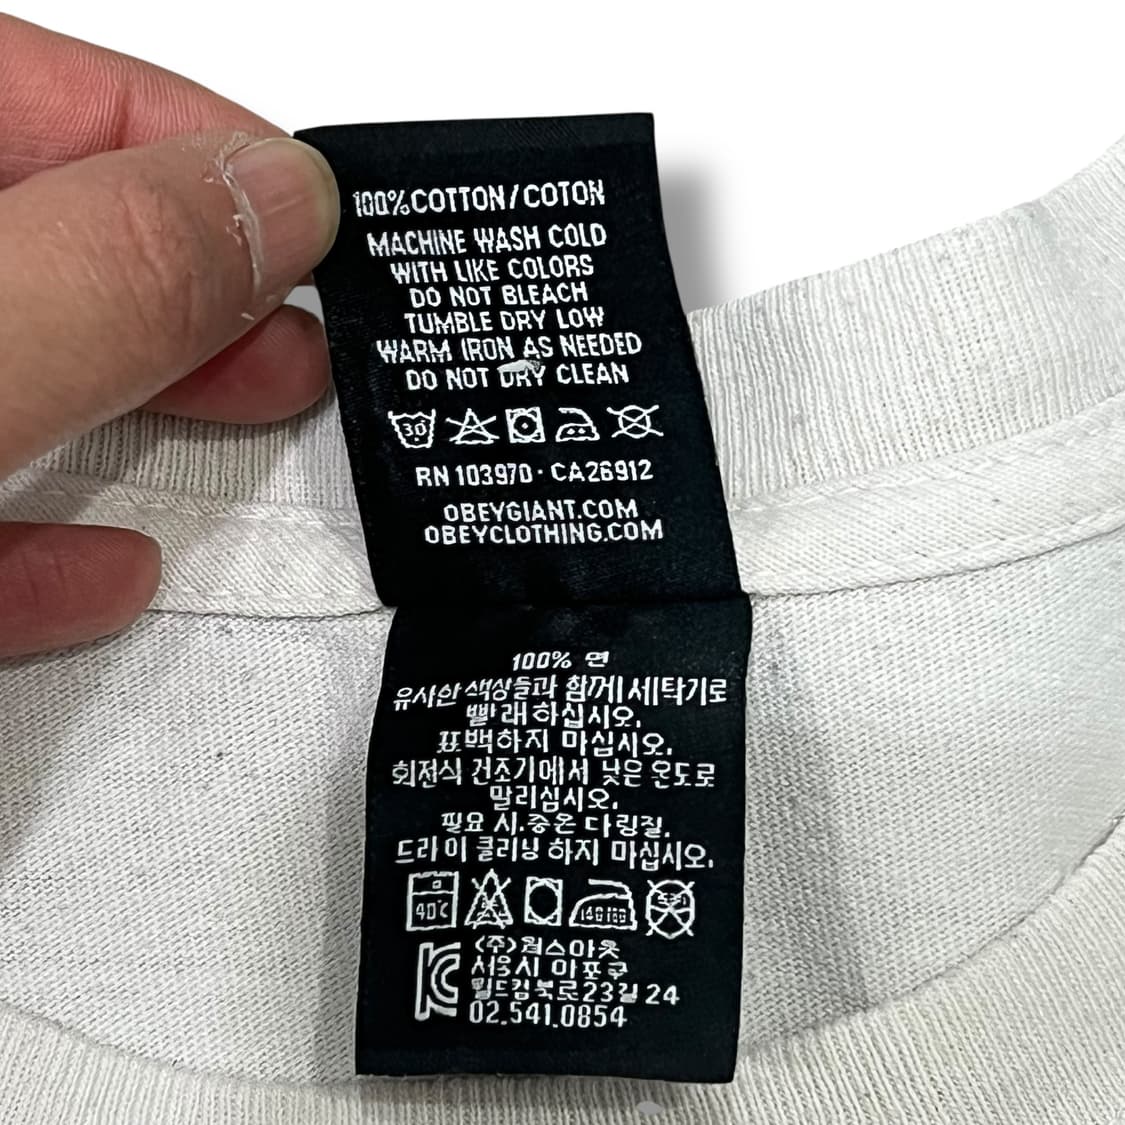 100% COTTON / COTON
MACHINE WASH COLD
WITH LIKE COLORS
DO NOT BLEACH
TUMBLE DRY LOW
WARM IRON AS NEEDED
DO NOT DRY CLEAN
30
RN 103970 · CA26912
OBEYGIANT.COM
OBEYCLOTHING.COM
100% 면
유사한 색상들과 함께 세탁기로
빨래하십시오.
표백하지 마십시오.
회전식 건조기에서 낮은 온도로
말리십시오.
필요 시.중온 다림질.
드라이 클리닝 하지 마십시오.
40℃
(주)웍스아웃
서울시 마포구
23길 24
02.541.0854